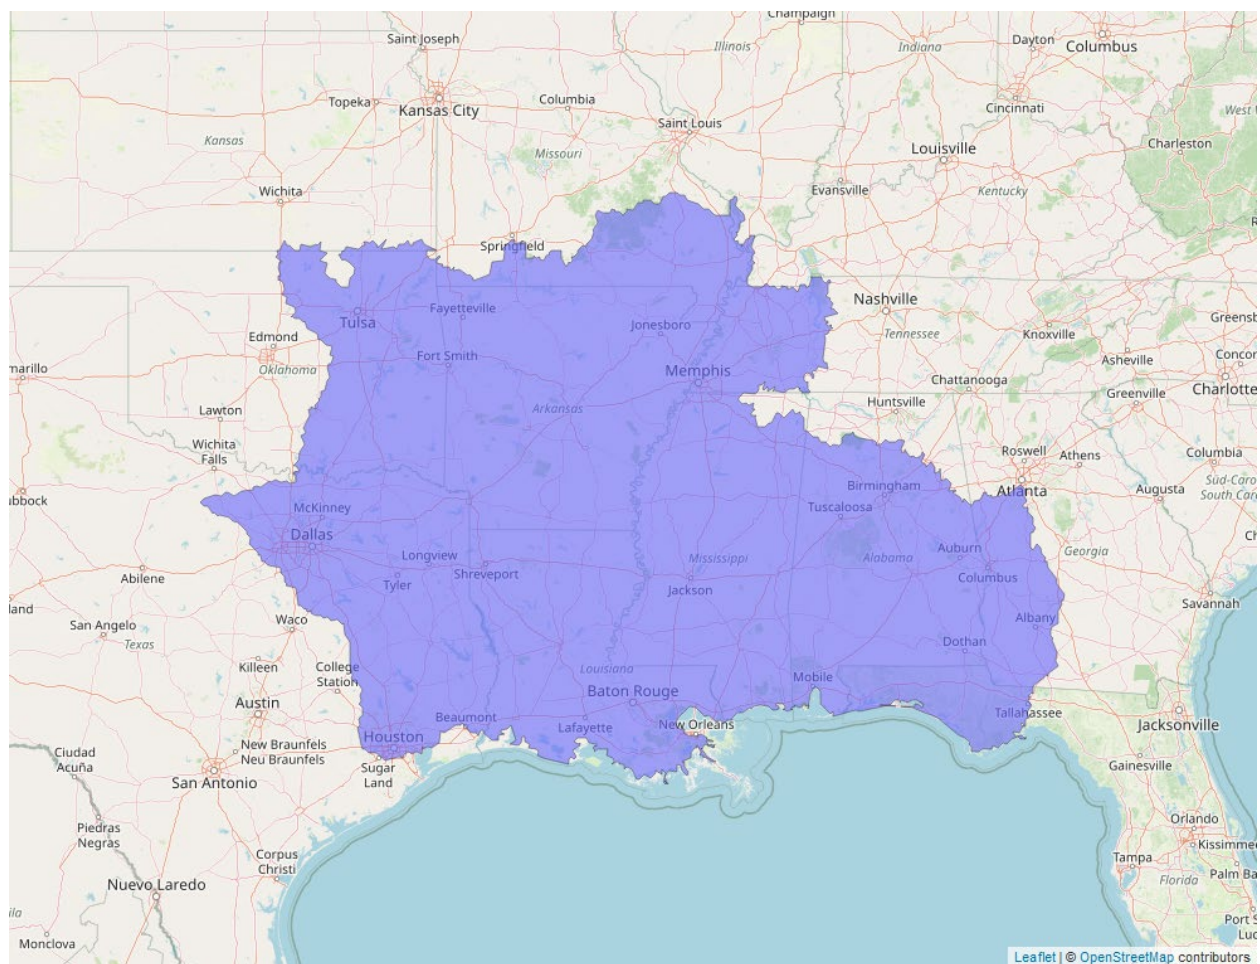 Champaign
Saint Joseph
Illinois
Indiana
Dayton
Columbus
Topeka
Kansas City
Columbia
Saint Louis
Cincinnati
West V
Kansas
Missouri
Louisville
Charleston
Wichita
Evansville
Kentucky
Springfield
Nashville
Tulsa
Fayetteville
Jonesboro
Tennessee
Knoxville
Greensb
Edmond
Oklahoma
Fort Smith
Memphis
Asheville
Concor
marillo
Chattanooga
Charlotte
Greenville
Lawton
Arkansas
Huntsville
Wichita
Falls
Roswell
Athens
Columbia
ubbock
McKinney
Birmingham
Atlanta
Augusta
South Car
Dallas
Tuscaloosa
Longview
Mississippi
Alabama
Auburn
Georgia
Ch
Abilene
Tyler
Shreveport
Jackson
Columbus
land
San Angelo
Texas
Waco
Albany
Savannah
Killeen
College
Station
Louisiana
Dothan
Austin
Baton Rouge
Mobile
Beaumont
Lafayette
New Orleans
Tallahassee
Jacksonville
Houston
New Braunfels
Neu Braunfels
Ciudad
Acuña
San Antonio
Sugar
Land
Gainesville
Piedras
Negras
Orlando
Kissimmee
Corpus
Christi
Tampa
Palm Ba
Nuevo Laredo
Florida
ila
Port S
Luc
Monclova
Leaflet | © OpenStreetMap contributors